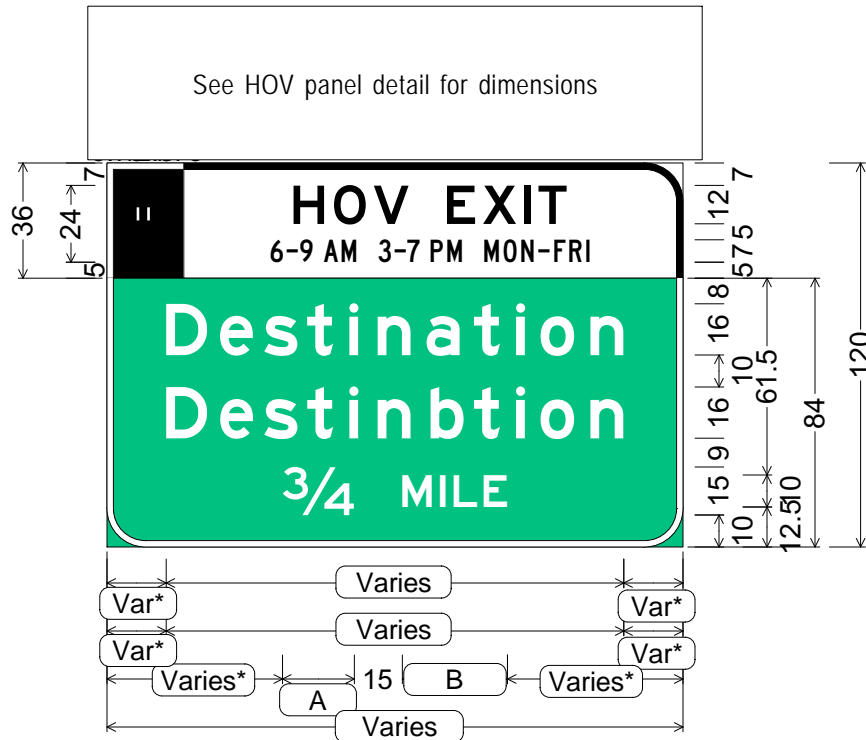 See HOV panel detail for dimensions
HOV EXIT
6-9 AM 3-7 PM MON-FRI
Destination
Destinbtion
3/4 MILE
36
7
24
5
7
12
5
7
5
8
16
10
16
9
15
10
61.5
10
12.5
84
120
Varies
Var*
Var*
Varies
Var*
Var*
Varies*
A
15
B
Varies*
Varies